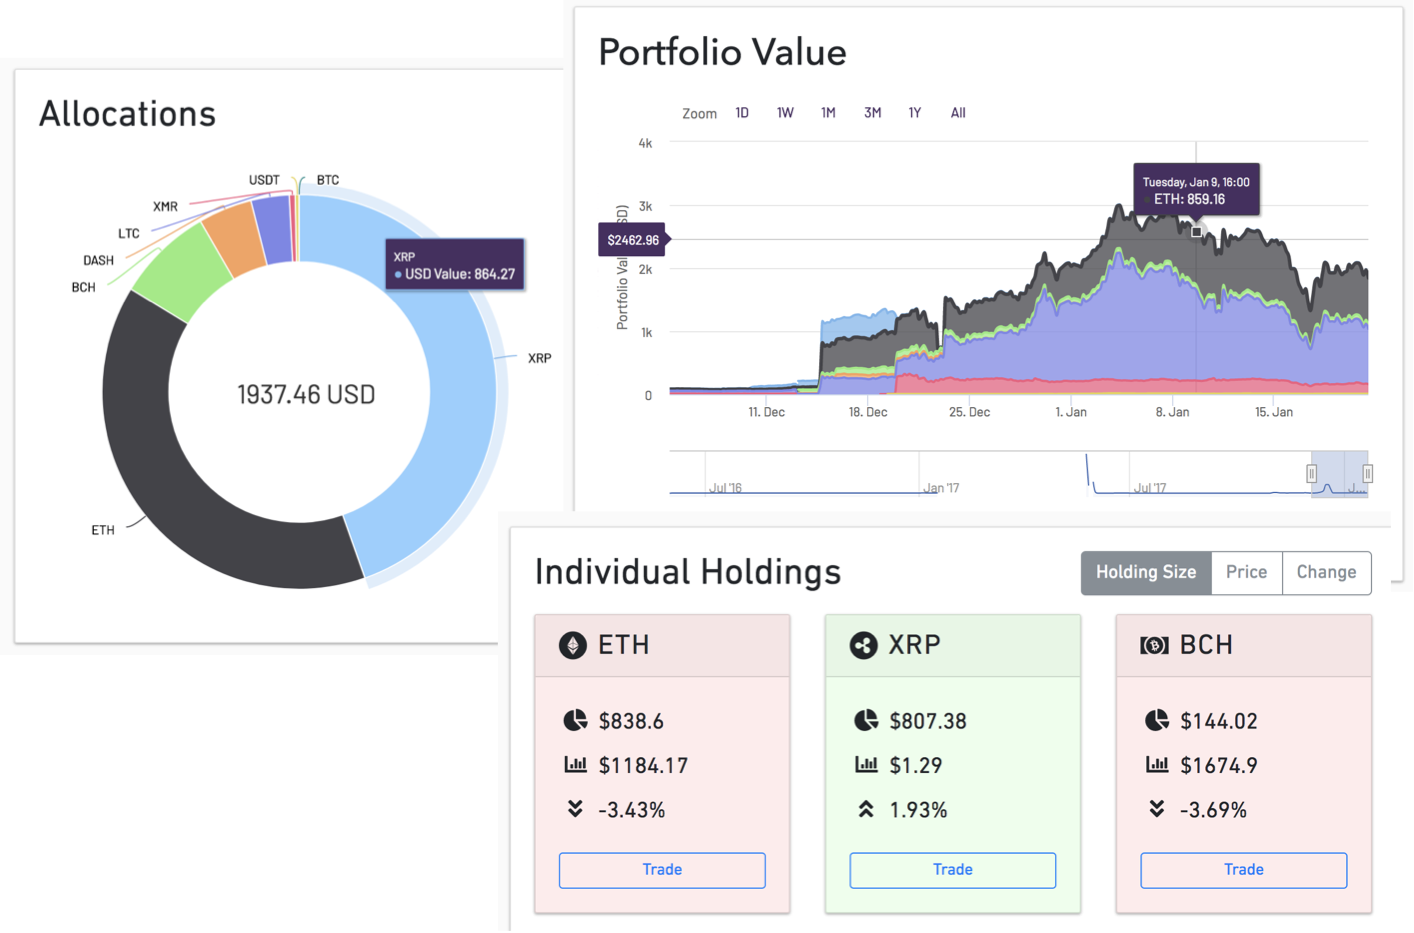 Allocations
USDT
BTC
XMR
LTC
DASH
BCH
XRP
USD Value: 864.27
XRP
1937.46 USD
ETH
Portfolio Value
Zoom 1D 1W 1M 3M 1Y All
4k
3k
2k
1k
0
SD)
Portfolio Val
$2462.96
Tuesday, Jan 9, 16:00
ETH: 859.16
11. Dec 18. Dec 25. Dec 1. Jan 8. Jan 15. Jan
Jul '16 Jan '17 Jul '17 J...
Individual Holdings
Holding Size Price Change
ETH
$838.6
$1184.17
-3.43%
Trade
XRP
$807.38
$1.29
1.93%
Trade
BCH
$144.02
$1674.9
-3.69%
Trade